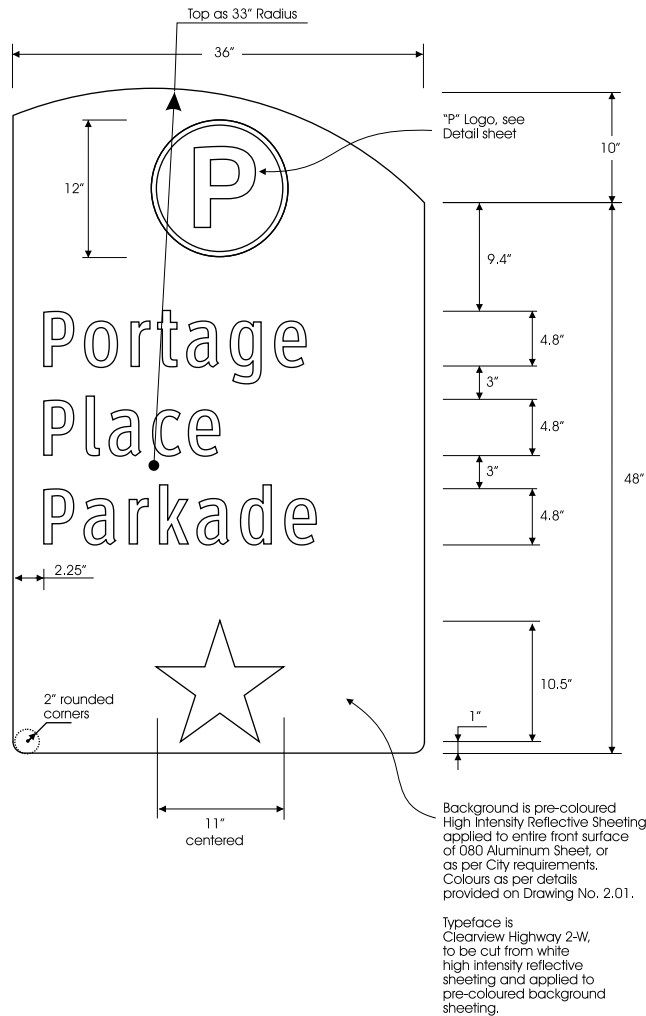 Top as 33” Radius
36”
“P” Logo, see
Detail sheet
10”
12”
P
9.4”
Portage
4.8”
3”
Place
4.8”
3”
48”
Parkade
4.8”
2.25”
10.5”
2” rounded
corners
1”
11”
centered
Background is pre-coloured
High Intensity Reflective Sheeting
applied to entire front surface
of 080 Aluminum Sheet, or
as per City requirements.
Colours as per details
provided on Drawing No. 2.01.
Typeface is
Clearview Highway 2-W,
to be cut from white
high intensity reflective
sheeting and applied to
pre-coloured background
sheeting.